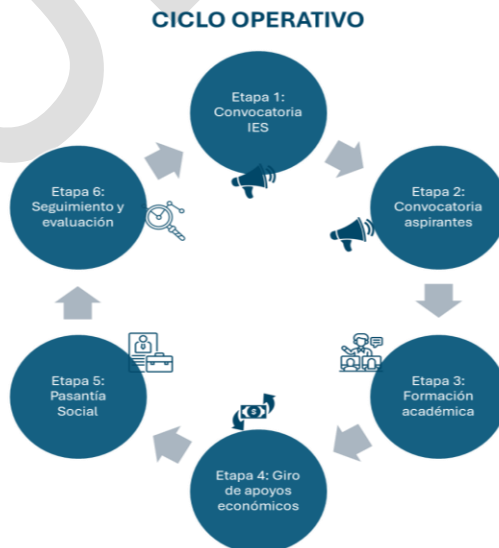 CICLO OPERATIVO
Etapa 1:
Convocatoria
IES
Etapa 2:
Convocatoria
aspirantes
Etapa 3:
Formación
académica
Etapa 4: Giro
de apoyos
económicos
Etapa 5:
Pasantía
Social
Etapa 6:
Seguimiento y
evaluación